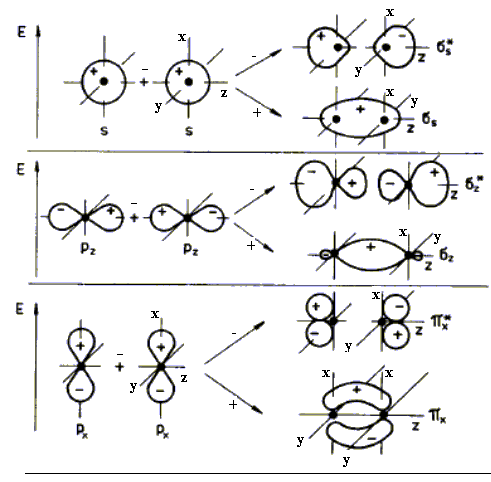 E
x
+
- +
+
y
z
s
s
-
+
+
-
x
y
σs*
+
x
y
z
σs
E
-
+
- +
+
-
pz
pz
-
+
-
+
-
+
z
σz*
+
x
y
z
σz
E
x
+
-
- +
+
-
y
z
px
px
-
+
+
-
x
-
+
y
z
πx*
x
x
+
-
y
y
z
πx